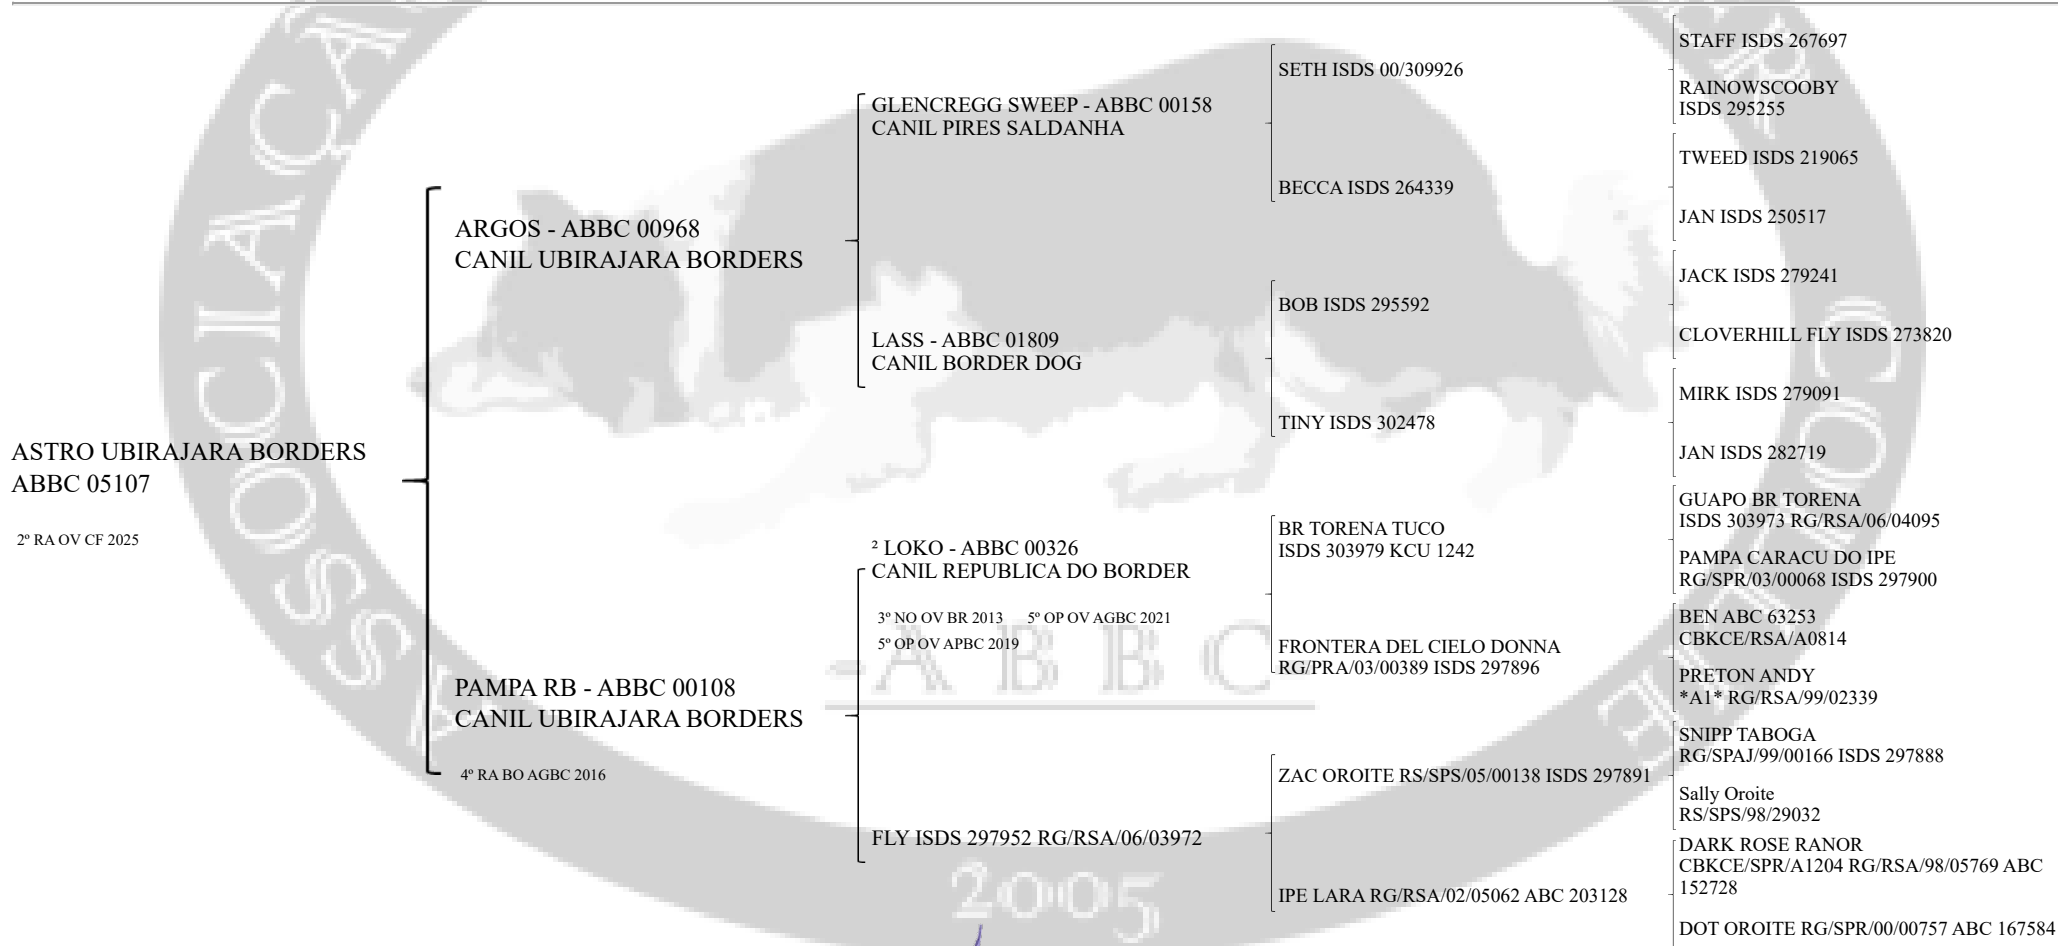 ASTRO UBIRAJARA BORDERS
ABBC 05107
2º RA OV CF 2025
ARGOS - ABBC 00968
CANIL UBIRAJARA BORDERS
PAMPA RB - ABBC 00108
CANIL UBIRAJARA BORDERS
4º RA BO AGBC 2016
GLENCREGG SWEEP - ABBC 00158
CANIL PIRES SALDANHA
LASS - ABBC 01809
CANIL BORDER DOG
² LOKO - ABBC 00326
CANIL REPUBLICA DO BORDER
3º NO OV BR 2013 5º OP OV AGBC 2021
5º OP OV APBC 2019
FLY ISDS 297952 RG/RSA/06/03972
SETH ISDS 00/309926
BECCA ISDS 264339
BOB ISDS 295592
TINY ISDS 302478
BR TORENA TUCO
ISDS 303979 KCU 1242
FRONTERA DEL CIELO DONNA
RG/PRA/03/00389 ISDS 297896
ZAC OROITE RS/SPS/05/00138 ISDS 297891
IPE LARA RG/RSA/02/05062 ABC 203128
STAFF ISDS 267697
RAINOWSCOOBY
ISDS 295255
TWEED ISDS 219065
JAN ISDS 250517
JACK ISDS 279241
CLOVERHILL FLY ISDS 273820
MIRK ISDS 279091
JAN ISDS 282719
GUAPO BR TORENA
ISDS 303973 RG/RSA/06/04095
PAMPA CARACU DO IPE
RG/SPR/03/00068 ISDS 297900
BEN ABC 63253
CBKCE/RSA/A0814
PRETON ANDY
*A1* RG/RSA/99/02339
SNIPP TABOGA
RG/SPAJ/99/00166 ISDS 297888
Sally Oroite
RS/SPS/98/29032
DARK ROSE RANOR
CBKCE/SPR/A1204 RG/RSA/98/05769 ABC
152728
DOT OROITE RG/SPR/00/00757 ABC 167584
ASSOCIAÇÃ
COLLIE
-ABBC-
2005